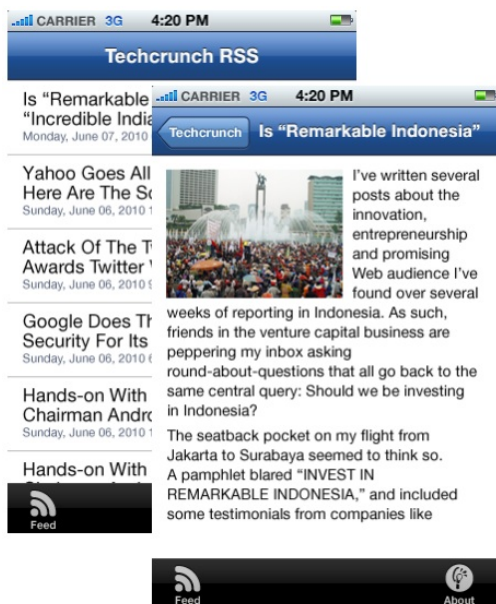 CARRIER 3G 4:20 PM
Techcrunch RSS
Is “Remarkable
“Incredible India
Monday, June 07, 2010
Yahoo Goes All
Here Are The
Sunday, June 06, 2010
Attack Of The
Awards Twitter
Sunday, June 06, 2010
Google Does
Security For Its
Sunday, June 06, 2010
Hands-on With
Chairman
Sunday, June 06, 2010
Hands-on With
Feed
CARRIER 3G 4:20 PM
Techcrunch
Is “Remarkable Indonesia”
I’ve written several
posts about the
innovation,
entrepreneurship
and promising
Web audience I’ve
found over several
weeks of reporting in Indonesia. As such,
friends in the venture capital business are
peppering my inbox asking
round-about-questions that all go back to the
same central query: Should we be investing
in Indonesia?
The seatback pocket on my flight from
Jakarta to Surabaya seemed to think so.
A pamphlet blared “INVEST IN
REMARKABLE INDONESIA,” and included
some testimonials from companies like
Feed
About